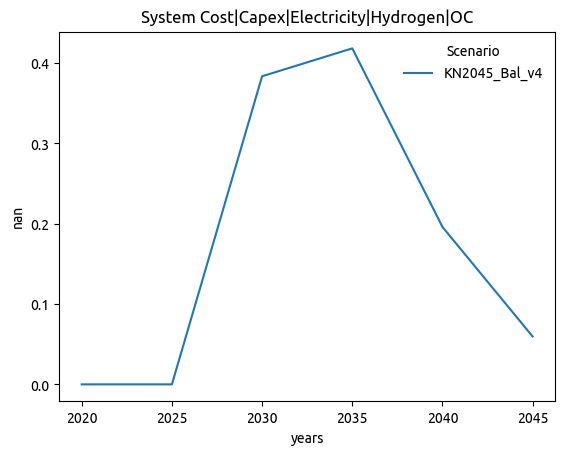 System Cost|Capex|Electricity|Hydrogen|OC
Scenario
KN2045_Bal_v4
0.4
0.3
0.2
0.1
0.0
nan
2020 2025 2030 2035 2040 2045
years